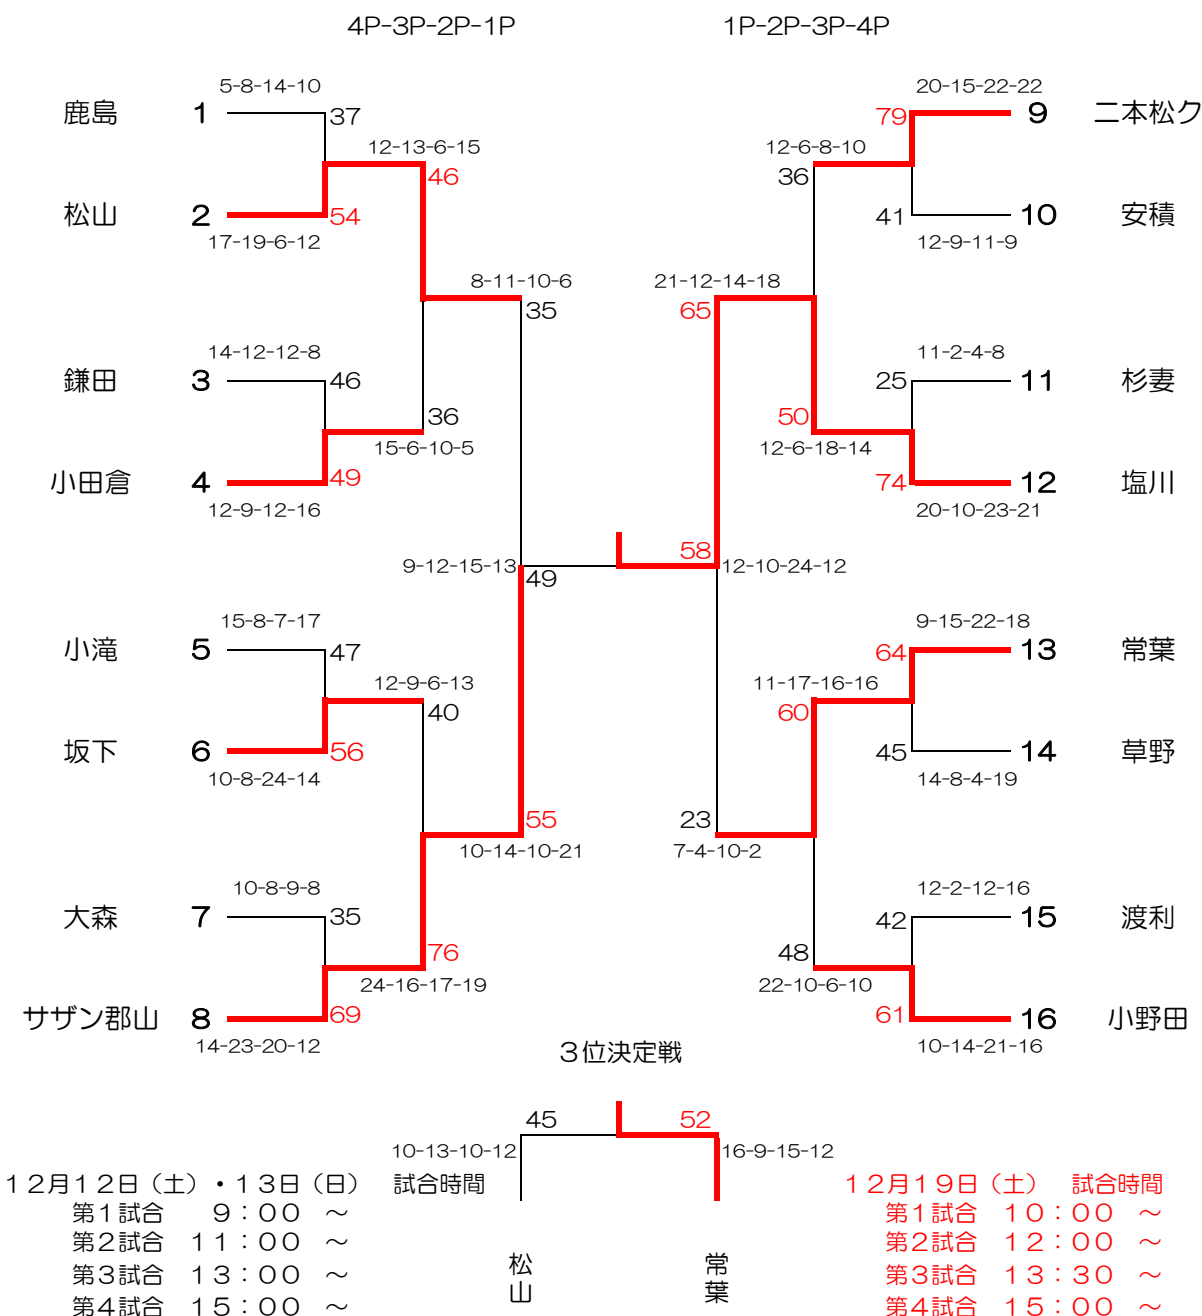 4P-3P-2P-1P 1P-2P-3P-4P
5-8-14-10 20-15-22-22
鹿島 1 37 79 9 二本松ク
12-13-6-15 12-6-8-10
46 36
松山 2 54 41 10 安積
17-19-6-12 12-9-11-9
8-11-10-6 21-12-14-18
35 65
14-12-12-8 11-2-4-8
鎌田 3 46 25 11 杉妻
36 50
15-6-10-5 12-6-18-14
小田倉 4 49 74 12 塩川
12-9-12-16 20-10-23-21
58
9-12-15-13 49 12-10-24-12
15-8-7-17 9-15-22-18
小滝 5 47 64 13 常葉
12-9-6-13 11-17-16-16
40 60
坂下 6 56 45 14 草野
10-8-24-14 14-8-4-19
55 23
10-14-10-21 7-4-10-2
10-8-9-8 12-2-12-16
大森 7 35 42 15 渡利
76 48
24-16-17-19 22-10-6-10
サザン郡山 8 69 61 16 小野田
14-23-20-12 10-14-21-16
３位決定戦
45 52
10-13-10-12 16-9-15-12
１２月１２日（土）・１３日（日） 試合時間 １２月１９日（土） 試合時間
第１試合 ９：００ ～ 第１試合 １０：００ ～
第２試合 １１：００ ～ 第２試合 １２：００ ～
第３試合 １３：００ ～ 松山 常葉 第３試合 １３：３０ ～
第４試合 １５：００ ～ 第４試合 １５：００ ～